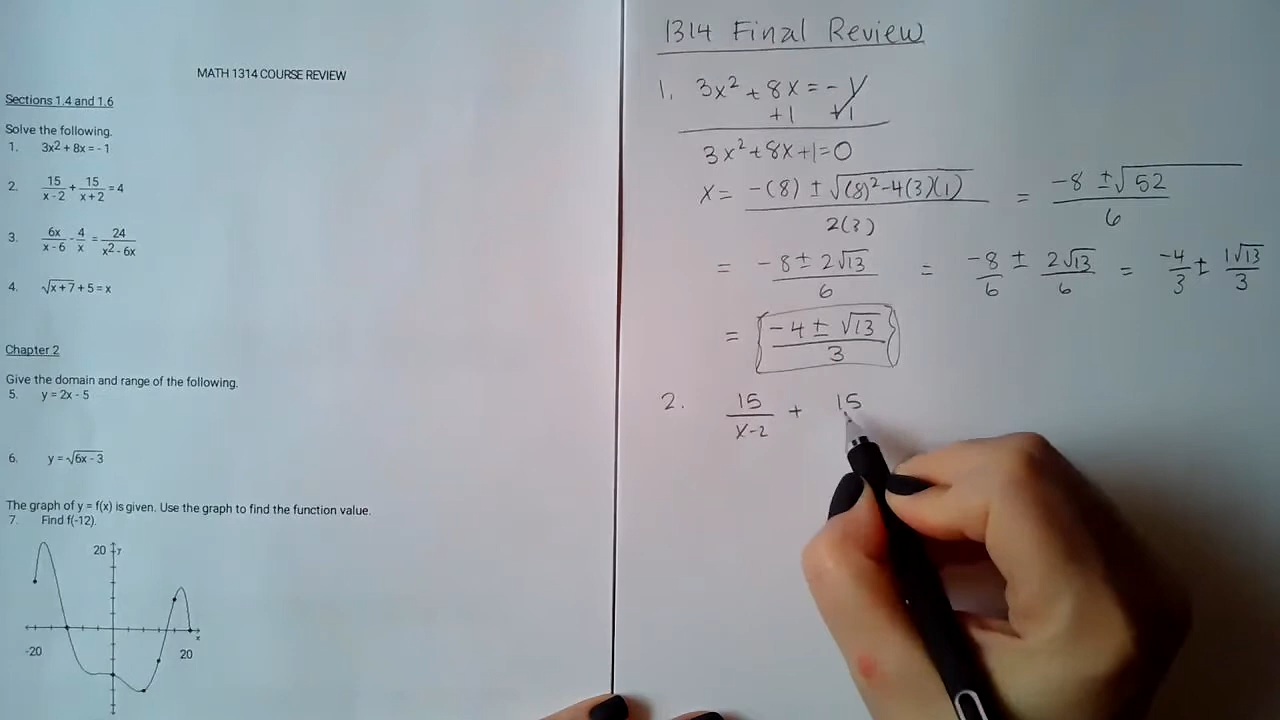 MATH 1314 COURSE REVIEW
Sections 1.4 and 1.6
Solve the following.
1. 3x² + 8x = - 1
2. 15/(x - 2) + 15/(x + 2) = 4
3. 6x/(x - 6) - 4/x = 24/(x² - 6x)
4. √(x + 7) + 5 = x
Chapter 2
Give the domain and range of the following.
5. y = 2x - 5
6. y = √(6x - 3)
The graph of y = f(x) is given. Use the graph to find the function value.
7. Find f(-12).
20 y
x
-20 20
1314 Final Review
1. 3x² + 8x = - 1
+1 +1
3x² + 8x + 1 = 0
x = (-(8) ± √((8)² - 4(3)(1)))/(2(3)) = (-8 ± √52)/6
= (-8 ± 2√13)/6 = -8/6 ± 2√13/6 = -4/3 ± 1√13/3
= {(-4 ± √13)/3}
2. 15/(x-2) + 15